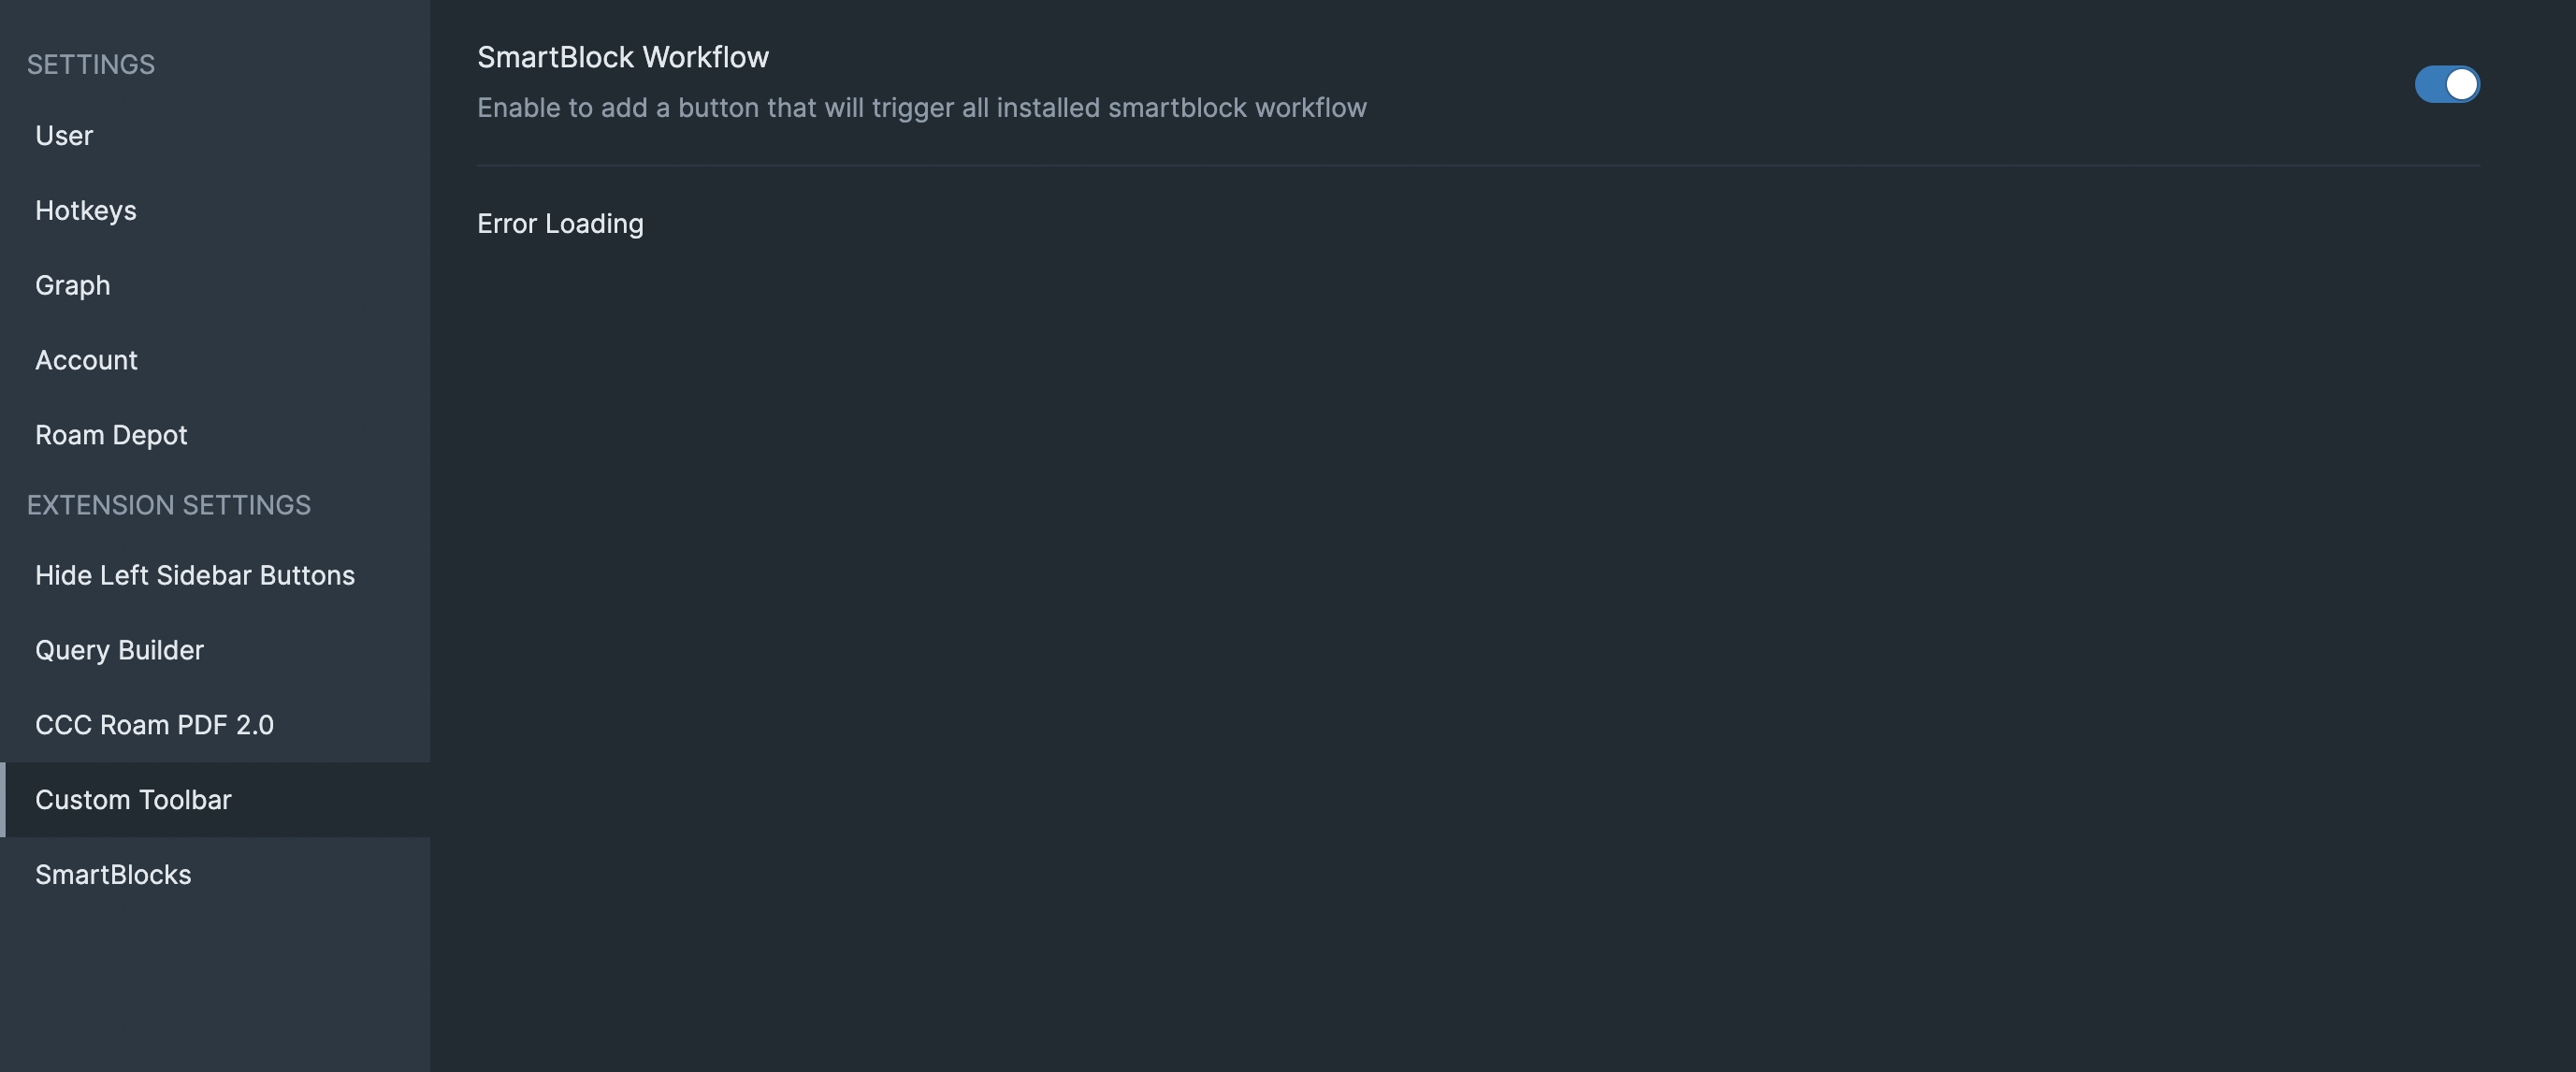 SETTINGS
User
Hotkeys
Graph
Account
Roam Depot
EXTENSION SETTINGS
Hide Left Sidebar Buttons
Query Builder
CCC Roam PDF 2.0
Custom Toolbar
SmartBlocks
SmartBlock Workflow
Enable to add a button that will trigger all installed smartblock workflow
Error Loading